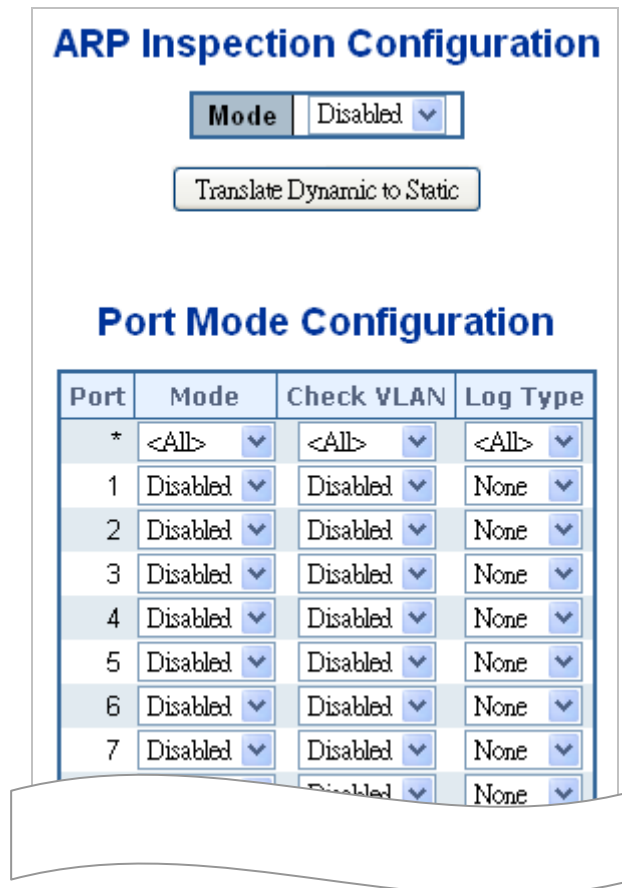 ARP Inspection Configuration
Mode Disabled
Translate Dynamic to Static
Port Mode Configuration
Port Mode Check VLAN Log Type
* <All> <All> <All>
1 Disabled Disabled None
2 Disabled Disabled None
3 Disabled Disabled None
4 Disabled Disabled None
5 Disabled Disabled None
6 Disabled Disabled None
7 Disabled Disabled None
Disabled None